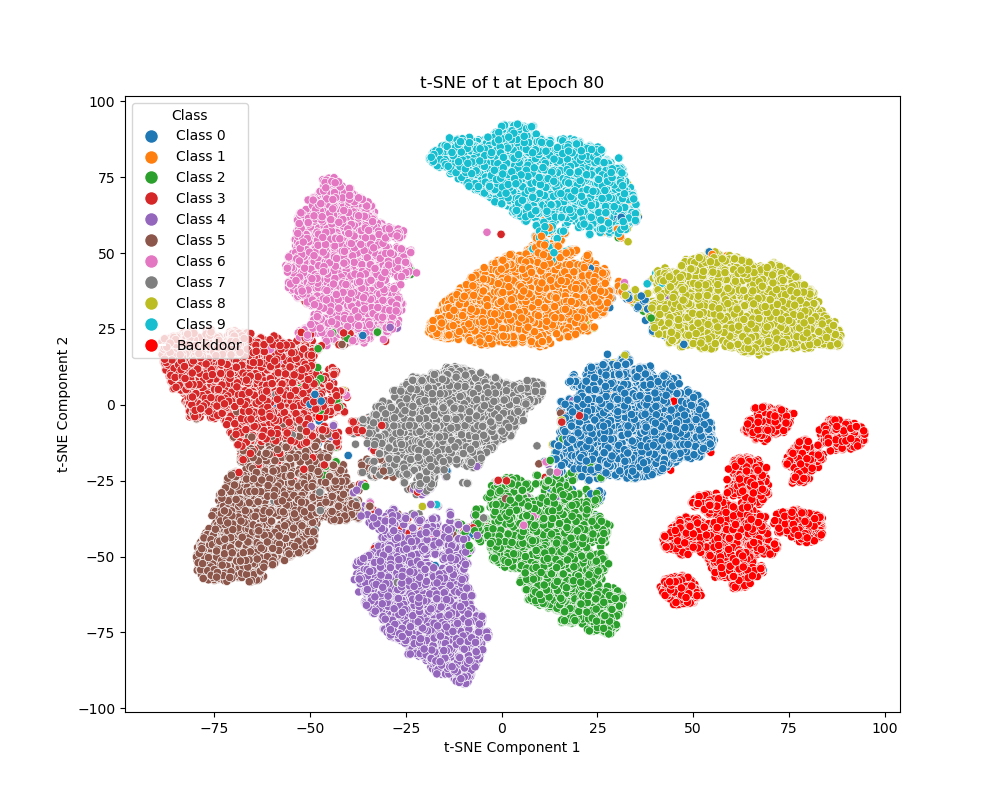 t-SNE of t at Epoch 80
t-SNE Component 2
100
75
50
25
0
−25
−50
−75
−100
Class
Class 0
Class 1
Class 2
Class 3
Class 4
Class 5
Class 6
Class 7
Class 8
Class 9
Backdoor
−75 −50 −25 0 25 50 75 100
t-SNE Component 1